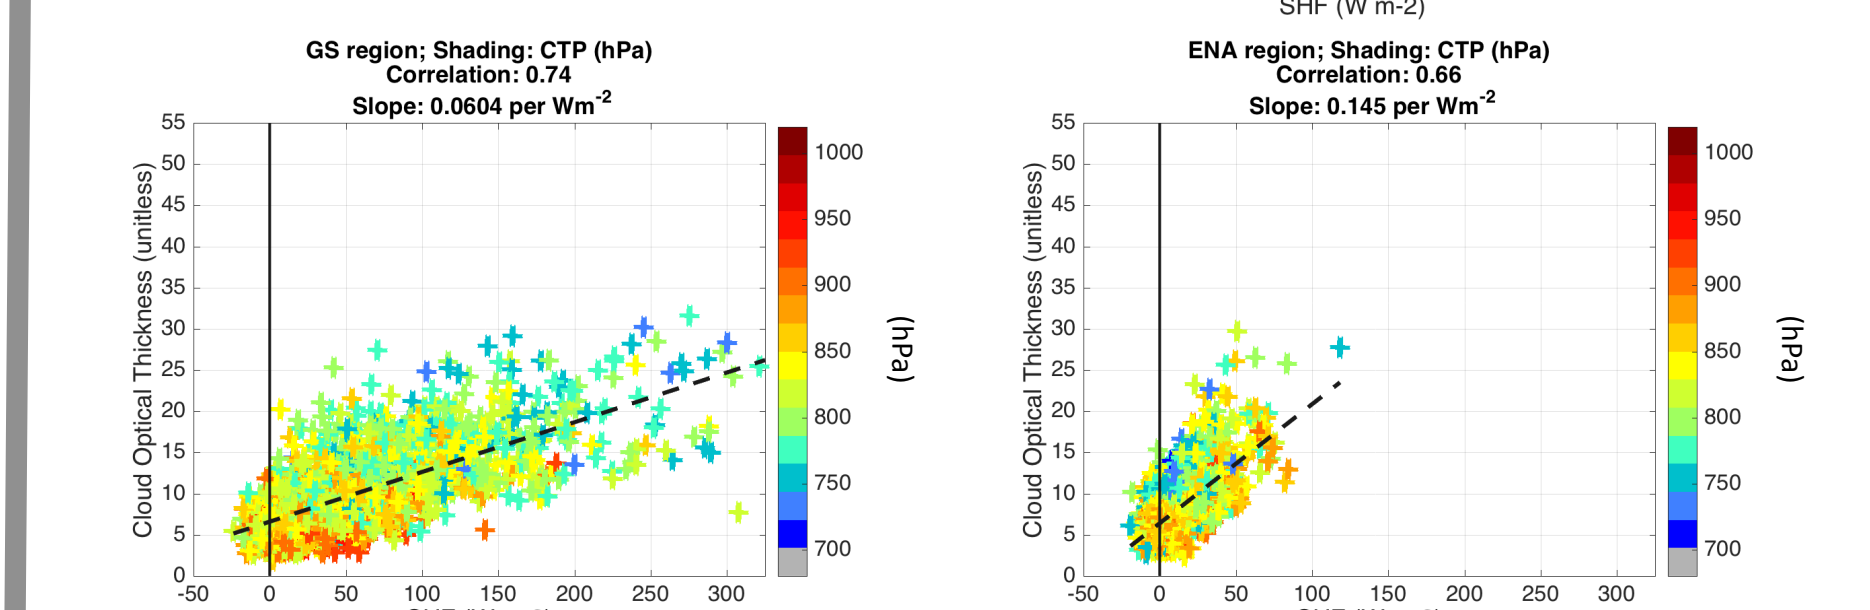 SHF (W m-2)
GS region; Shading: CTP (hPa)
Correlation: 0.74
Slope: 0.0604 per Wm-2
55
50
45
40
35
30
25
20
15
10
5
0
Cloud Optical Thickness (unitless)
-50 0 50 100 150 200 250 300
1000
950
900
850
800
750
700
(hPa)
ENA region; Shading: CTP (hPa)
Correlation: 0.66
Slope: 0.145 per Wm-2
55
50
45
40
35
30
25
20
15
10
5
0
Cloud Optical Thickness (unitless)
-50 0 50 100 150 200 250 300
1000
950
900
850
800
750
700
(hPa)